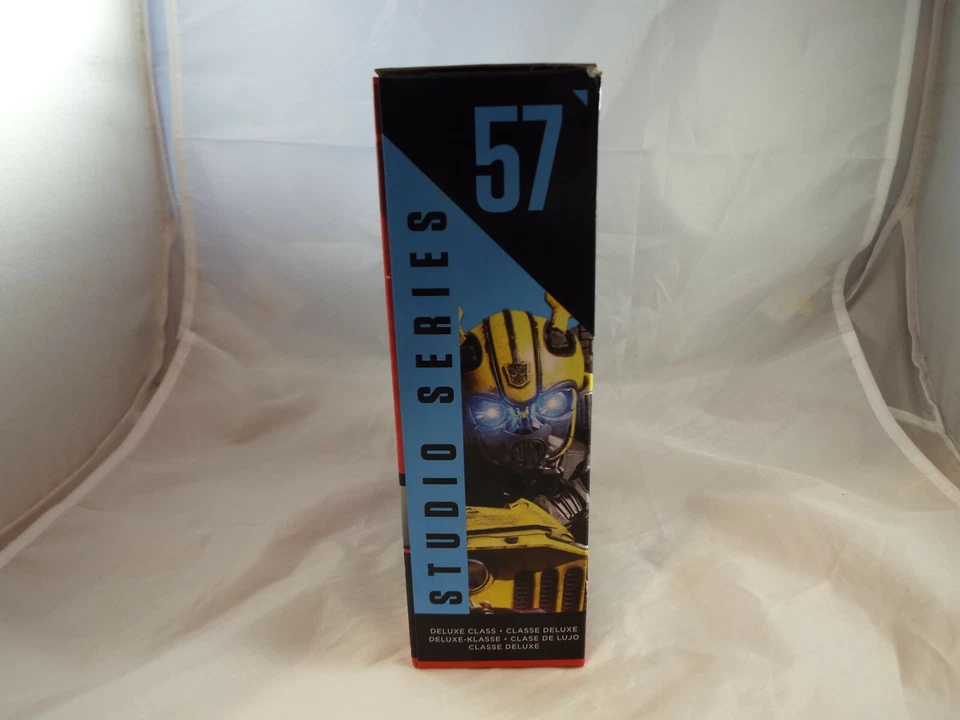 57
STUDIO SERIES
DELUXE CLASS • CLASSE DELUXE
DELUXE-KLASSE • CLASE DE LUJO
CLASSE DELUXE